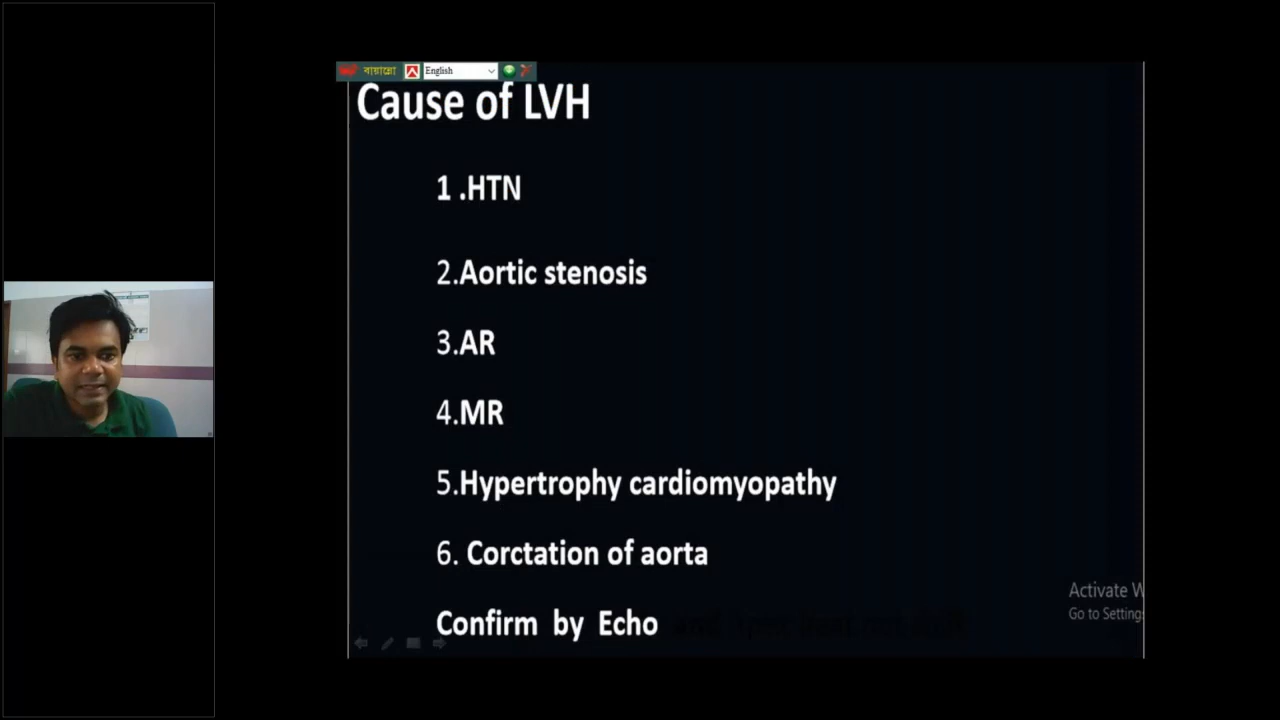 বায়ান্নো English
Cause of LVH
1 .HTN
2.Aortic stenosis
3.AR
4.MR
5.Hypertrophy cardiomyopathy
6. Corctation of aorta
Confirm by Echo
Activate W
Go to Setting